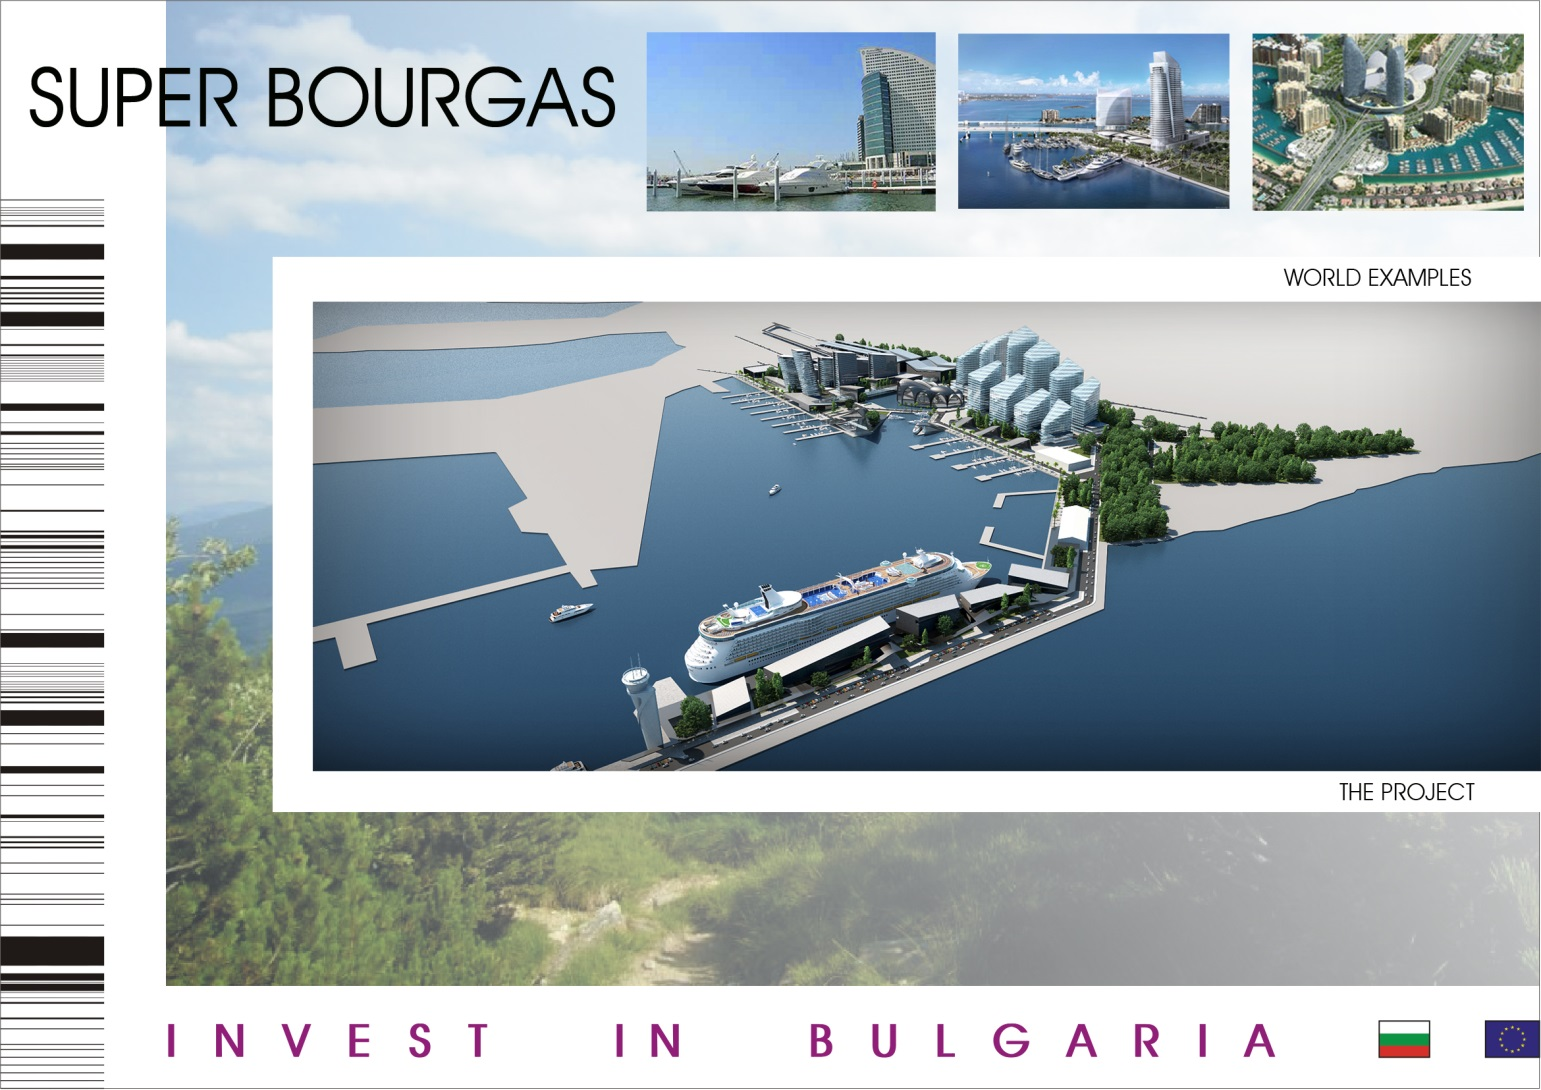 SUPER BOURGAS
WORLD EXAMPLES
THE PROJECT
INVEST IN BULGARIA